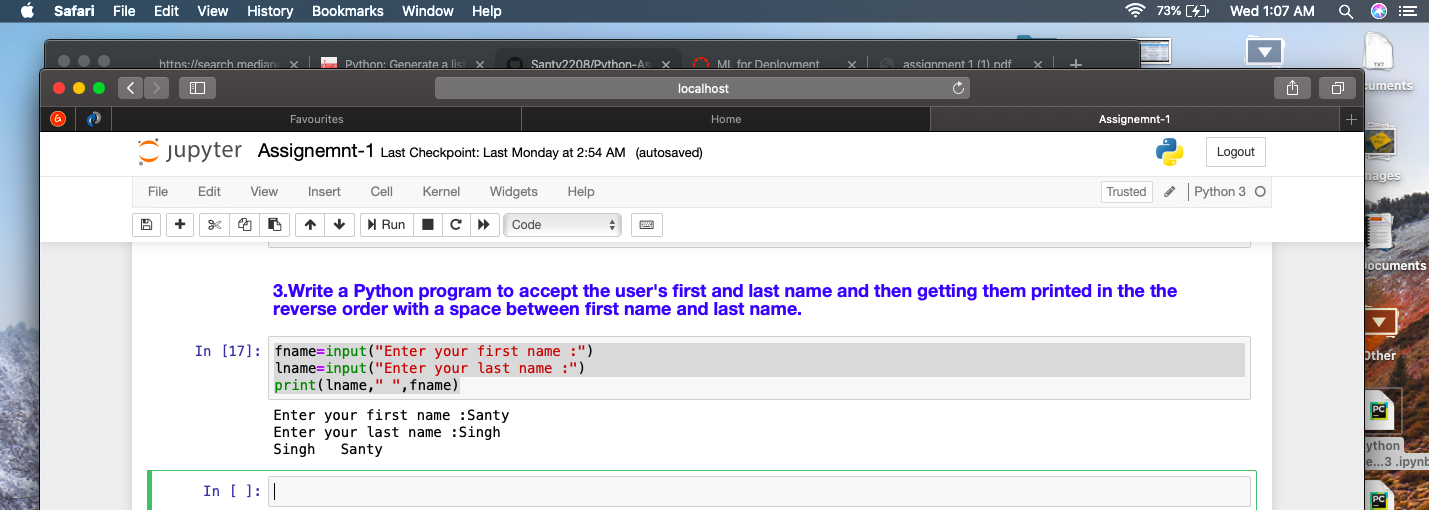 Safari File Edit View History Bookmarks Window Help 73% Wed 1:07 AM
https://search.median Python: Generate a list Santy2208/Python-As ML for Deployment assignment 1 (1).pdf
TXT
localhost
cuments
Favourites Home Assignemnt-1
jupyter Assignemnt-1 Last Checkpoint: Last Monday at 2:54 AM (autosaved) Logout
nages
File Edit View Insert Cell Kernel Widgets Help Trusted Python 3
Run Code
ocuments
3.Write a Python program to accept the user's first and last name and then getting them printed in the the
reverse order with a space between first name and last name.
In [17]: fname=input("Enter your first name :")
lname=input("Enter your last name :")
print(lname," ",fname)
Other
PC
Enter your first name :Santy
Enter your last name :Singh
Singh   Santy
ython
e...3 .ipynb
In [ ]:
PC